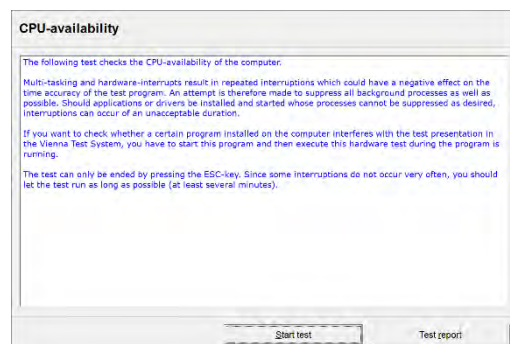 CPU-availability
The following test checks the CPU-availability of the computer.
Multi-tasking and hardware-interrupts result in repeated interruptions which could have a negative effect on the
time accuracy of the test program. An attempt is therefore made to suppress all background processes as well as
possible. Should applications or drivers be installed and started whose processes cannot be suppressed as desired,
interruptions can occur of an unacceptable duration.
If you want to check whether a certain program installed on the computer interferes with the test presentation in
the Vienna Test System, you have to start this program and then execute this hardware test during the program is
running.
The test can only be ended by pressing the ESC-key. Since some interruptions do not occur very often, you should
let the test run as long as possible (at least several minutes).
Start test
Test report